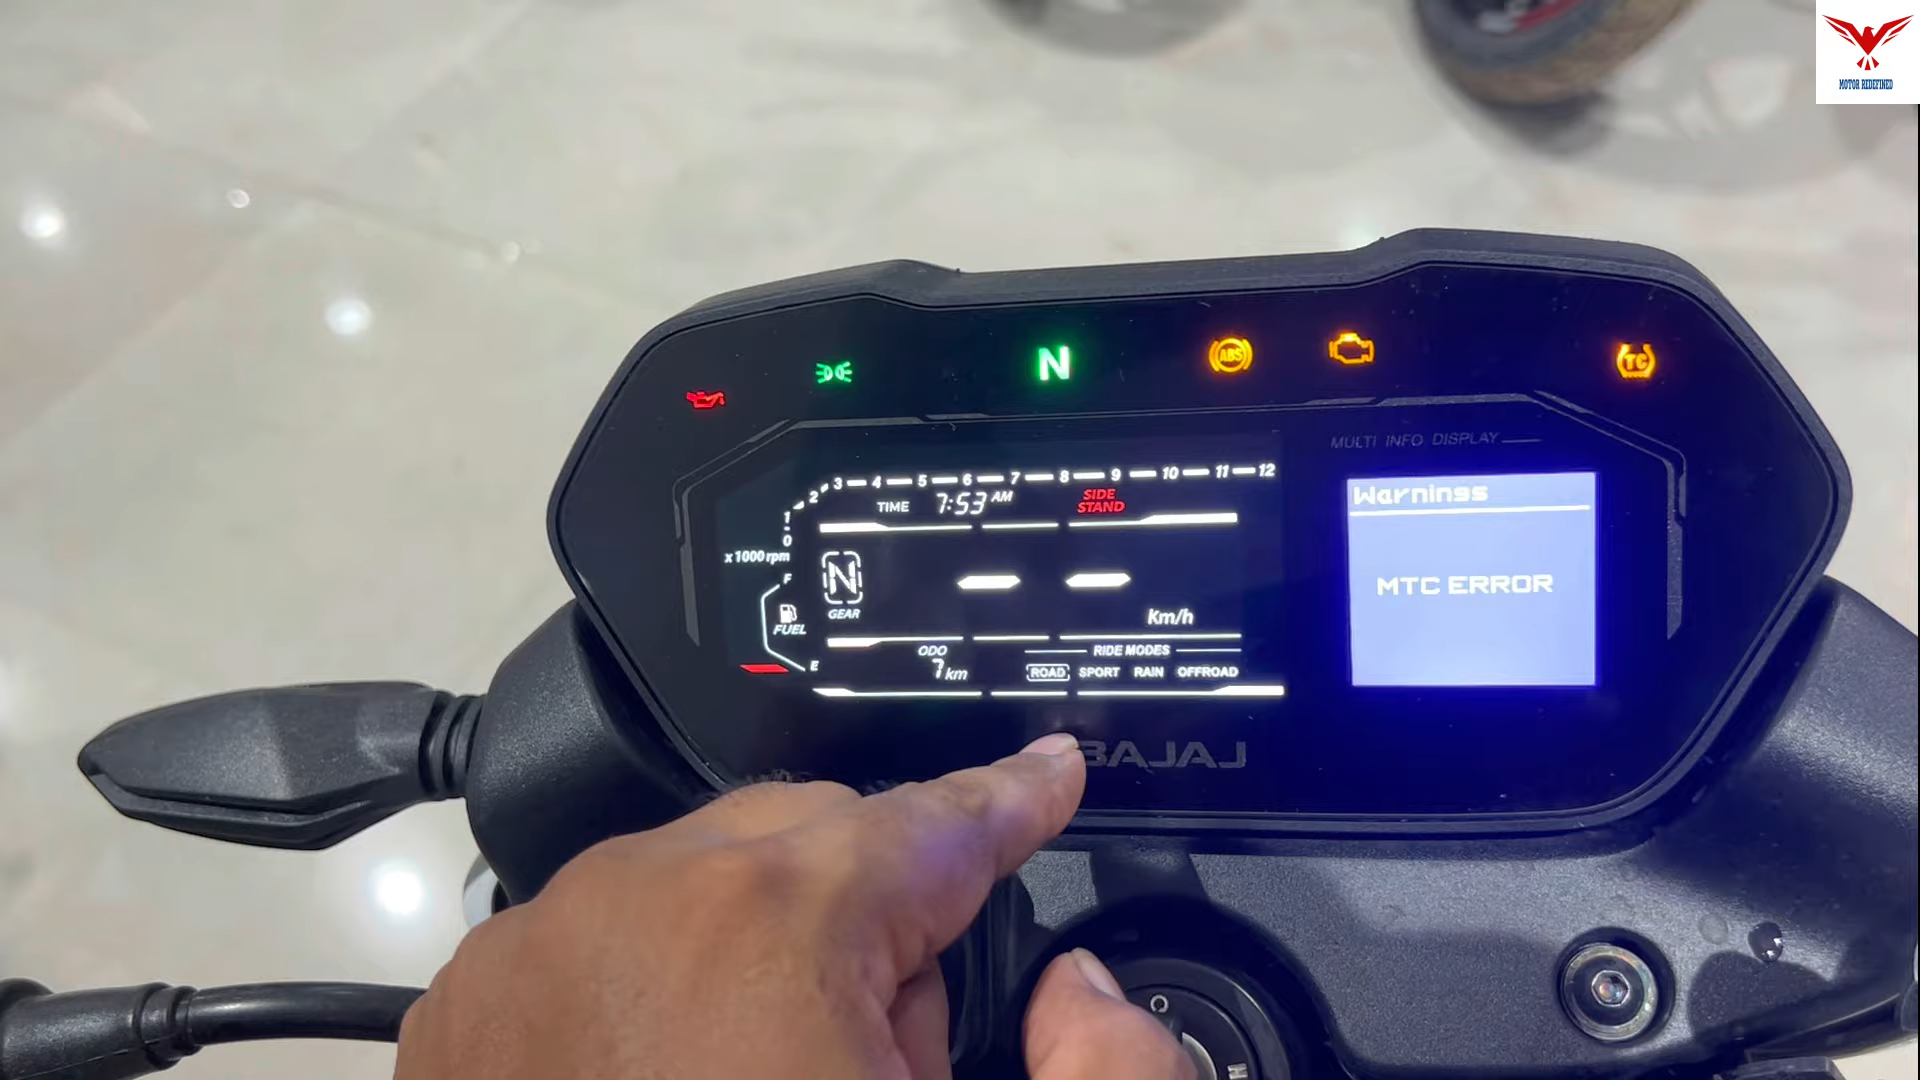 MOTOR REDEFINED
N
ABS
TC
MULTI INFO DISPLAY
0 1 2 3 4 5 6 7 8 9 10 11 12
x 1000 rpm
TIME 7:53 AM
SIDE
STAND
Warnings
MTC ERROR
F
FUEL
E
N
GEAR
-- Km/h
ODO
7 km
RIDE MODES
ROAD SPORT RAIN OFFROAD
BAJAJ